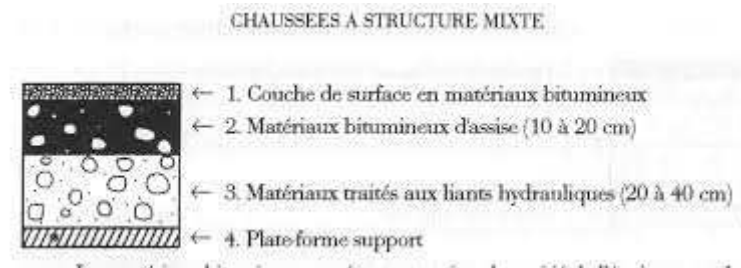 CHAUSSEES A STRUCTURE MIXTE
← 1. Couche de surface en matériaux bitumineux
← 2. Matériaux bitumineux d'assise (10 à 20 cm)
← 3. Matériaux traités aux liants hydrauliques (20 à 40 cm)
← 4. Plate-forme support